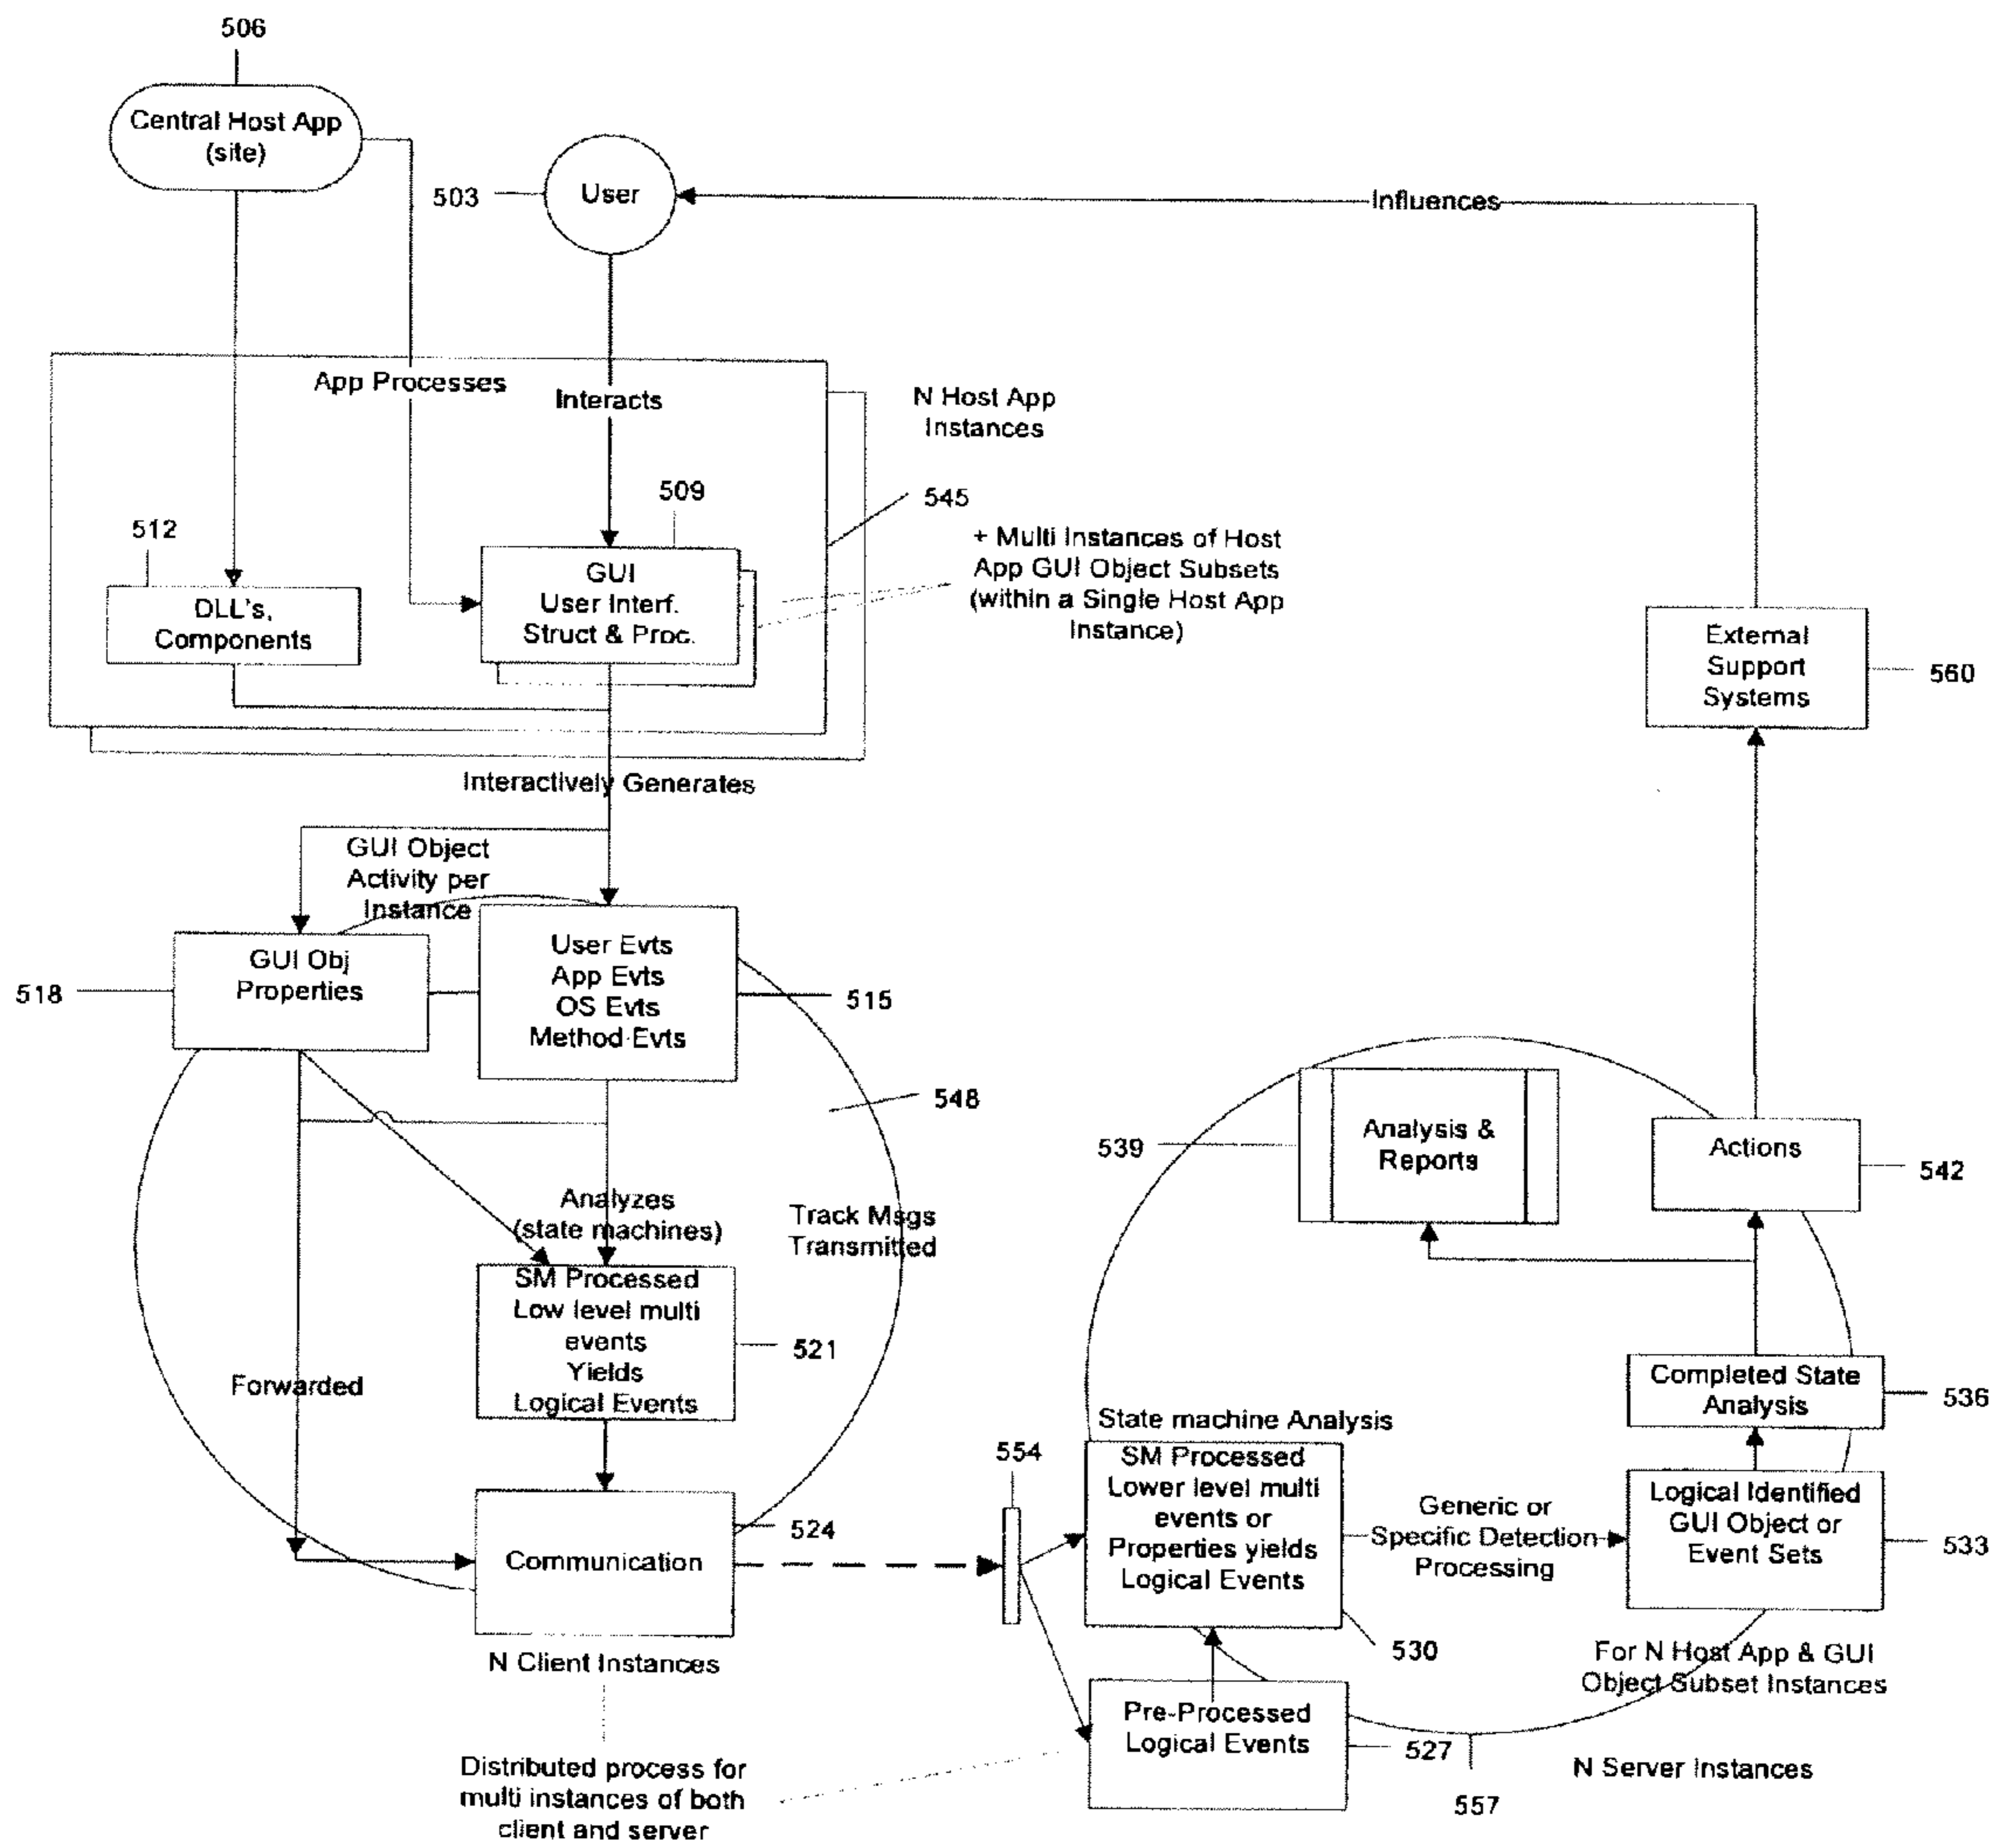 506
Central Host App
(site)
503
User
Influences
App Processes
Interacts
N Host App
Instances
509
545
512
+ Multi Instances of Host
App GUI Object Subsets
(within a Single Host App
Instance)
GUI
User Interf.
Struct & Proc.
DLL's,
Components
External
Support
Systems
560
Interactively Generates
GUI Object
Activity per
Instance
GUI Obj
Properties
518
User Evts
App Evts
OS Evts
Method Evts
515
548
Analyzes
(state machines)
Track Msgs
Transmitted
539
Analysis &
Reports
Actions
542
SM Processed
Low level multi
events
Yields
Logical Events
521
Forwarded
Completed State
Analysis
536
State machine Analysis
554
SM Processed
Lower level multi
events or
Properties yields
Logical Events
Generic or
Specific Detection
Processing
Logical Identified
GUI Object or
Event Sets
533
524
Communication
530
N Client Instances
For N Host App & GUI
Object Subset Instances
Pre-Processed
Logical Events
527
557
N Server Instances
Distributed process for
multi instances of both
client and server